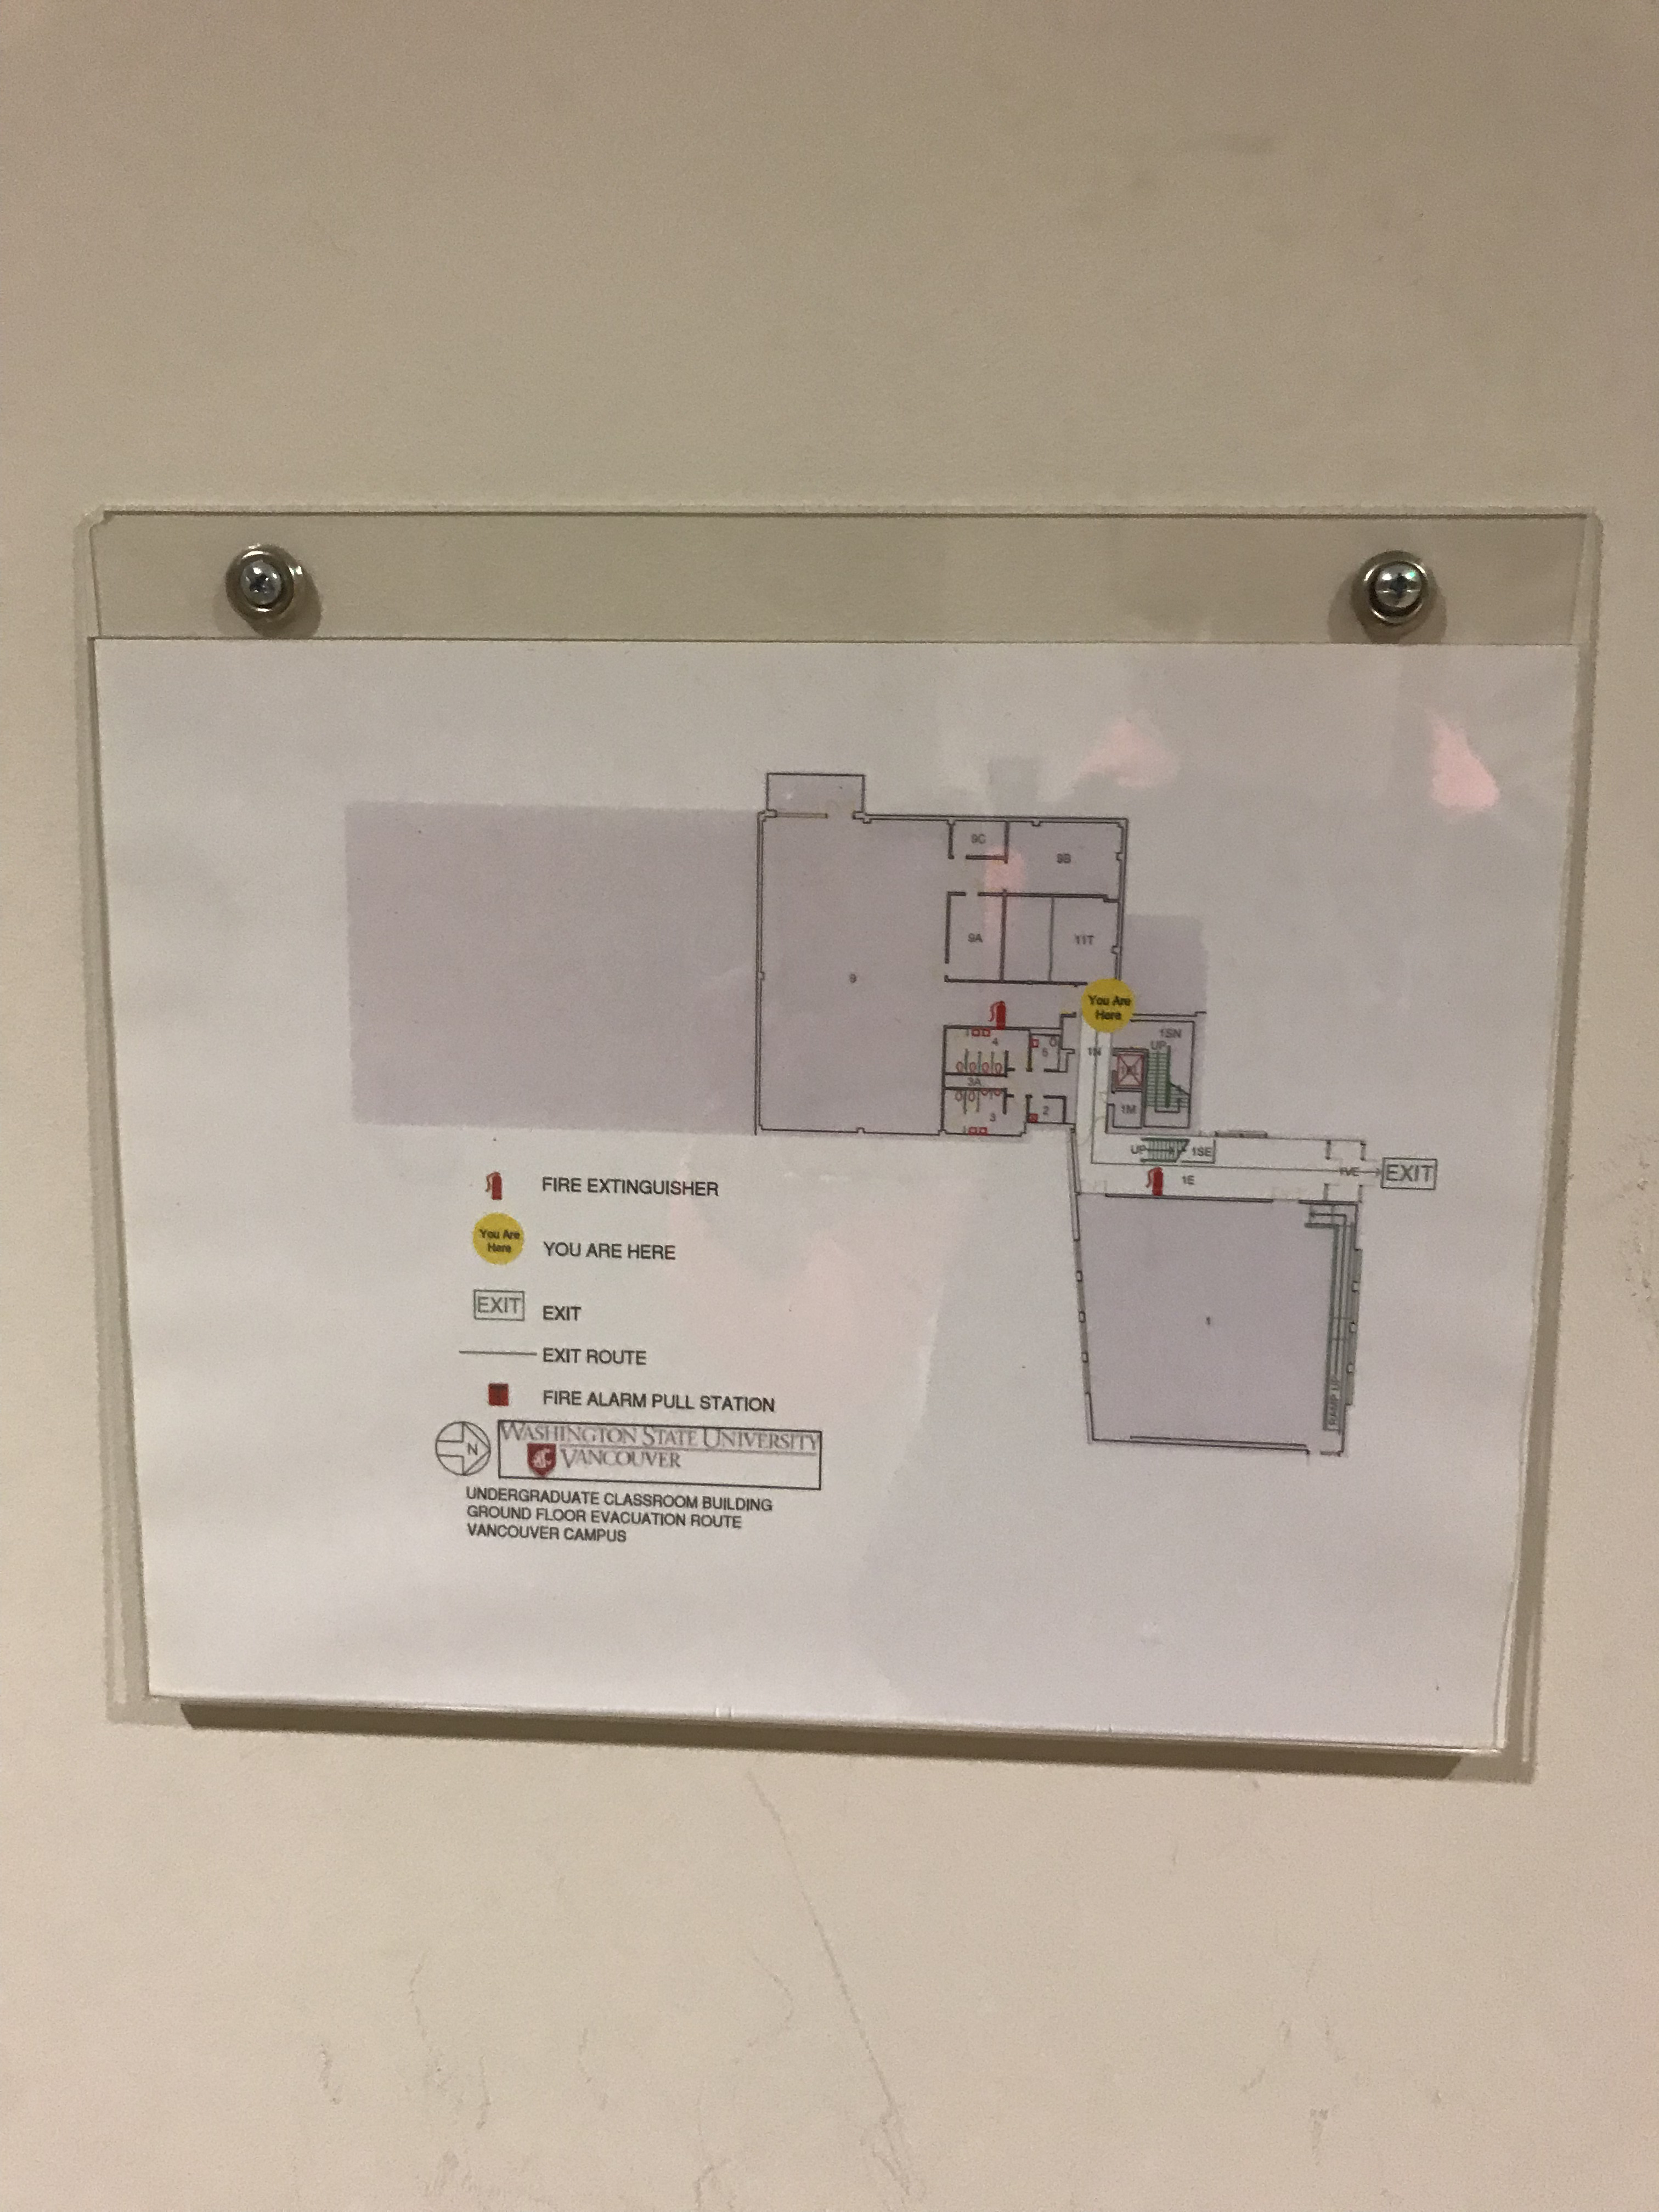 9C
9B
9A
11T
9
You Are
Here
4
5
1SN
UP
1N
3A
3
2
1M
UP
1SE
1VE
EXIT
1E
1
RAMP UP
FIRE EXTINGUISHER
You Are
Here
YOU ARE HERE
EXIT
EXIT
EXIT ROUTE
FIRE ALARM PULL STATION
N
WASHINGTON STATE UNIVERSITY
VANCOUVER
UNDERGRADUATE CLASSROOM BUILDING
GROUND FLOOR EVACUATION ROUTE
VANCOUVER CAMPUS